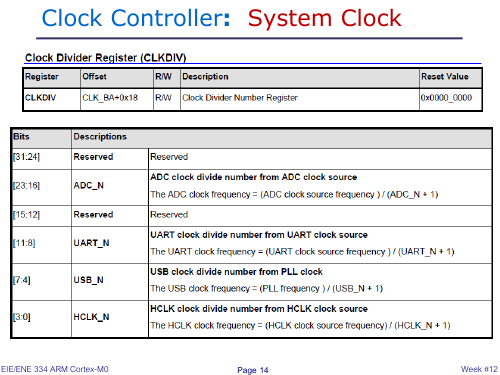 Clock Controller: System Clock
Clock Divider Register (CLKDIV)
Register Offset R/W Description Reset Value
CLKDIV CLK_BA+0x18 R/W Clock Divider Number Register 0x0000_0000
Bits Descriptions
[31:24] Reserved Reserved
[23:16] ADC_N ADC clock divide number from ADC clock source
The ADC clock frequency = (ADC clock source frequency ) / (ADC_N + 1)
[15:12] Reserved Reserved
[11:8] UART_N UART clock divide number from UART clock source
The UART clock frequency = (UART clock source frequency ) / (UART_N + 1)
[7:4] USB_N USB clock divide number from PLL clock
The USB clock frequency = (PLL frequency ) / (USB_N + 1)
[3:0] HCLK_N HCLK clock divide number from HCLK clock source
The HCLK clock frequency = (HCLK clock source frequency) / (HCLK_N + 1)
EIE/ENE 334 ARM Cortex-M0 Page 14 Week #12